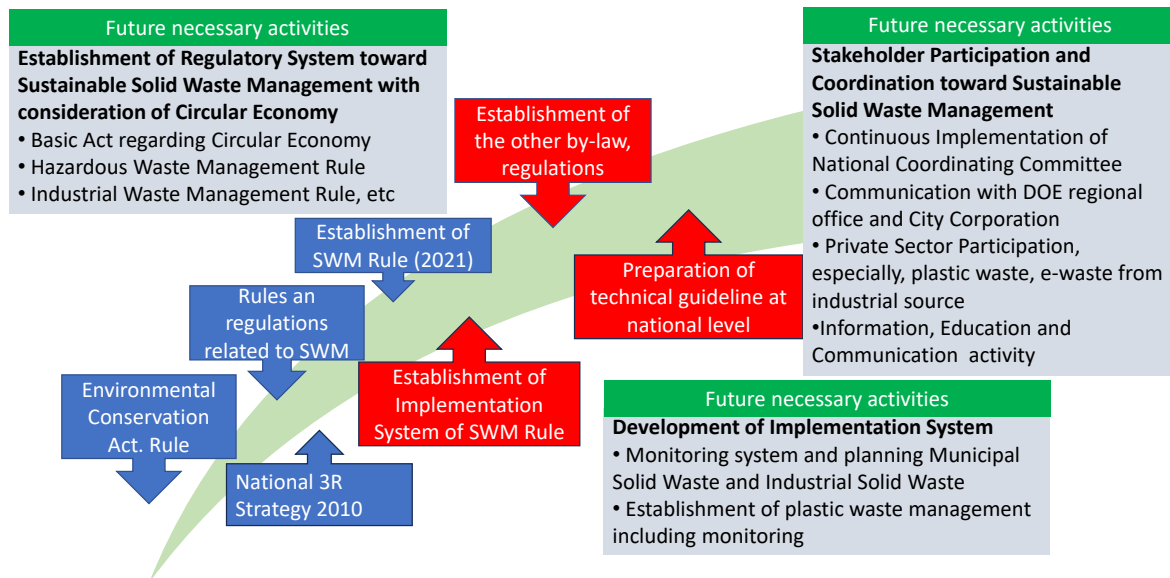 Future necessary activities
Establishment of Regulatory System toward
Sustainable Solid Waste Management with
consideration of Circular Economy
• Basic Act regarding Circular Economy
• Hazardous Waste Management Rule
• Industrial Waste Management Rule, etc
Establishment of
the other by-law,
regulations
Future necessary activities
Stakeholder Participation and
Coordination toward Sustainable
Solid Waste Management
• Continuous Implementation of
National Coordinating Committee
• Communication with DOE regional
office and City Corporation
• Private Sector Participation,
especially, plastic waste, e-waste from
industrial source
•Information, Education and
Communication activity
Establishment of
SWM Rule (2021)
Preparation of
technical guideline at
national level
Rules an
regulations
related to SWM
Establishment of
Implementation
System of SWM Rule
Environmental
Conservation
Act. Rule
National 3R
Strategy 2010
Future necessary activities
Development of Implementation System
• Monitoring system and planning Municipal
Solid Waste and Industrial Solid Waste
• Establishment of plastic waste management
including monitoring